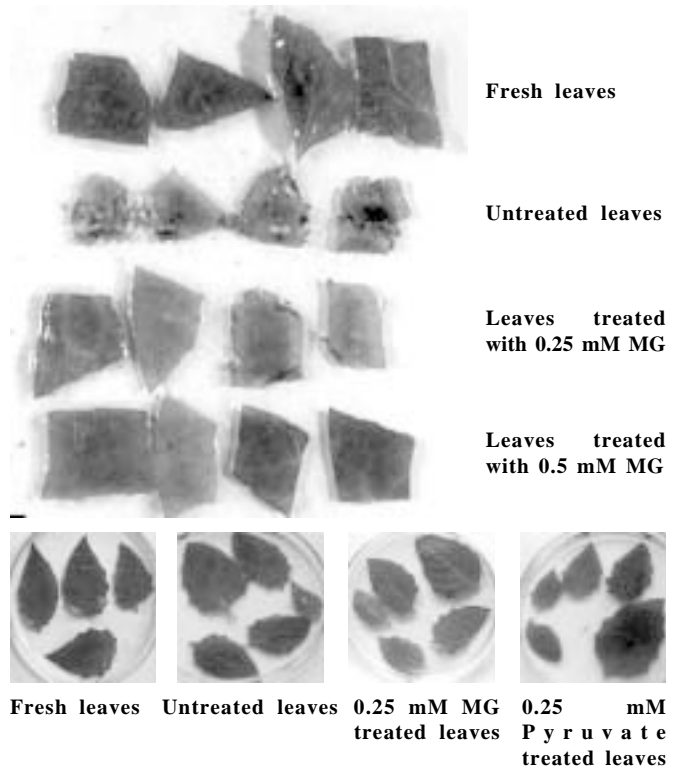 Fresh leaves
Untreated leaves
Leaves treated
with 0.25 mM MG
Leaves treated
with 0.5 mM MG
Fresh leaves
Untreated leaves
0.25 mM MG
treated leaves
0.25 mM
Pyruvate
treated leaves